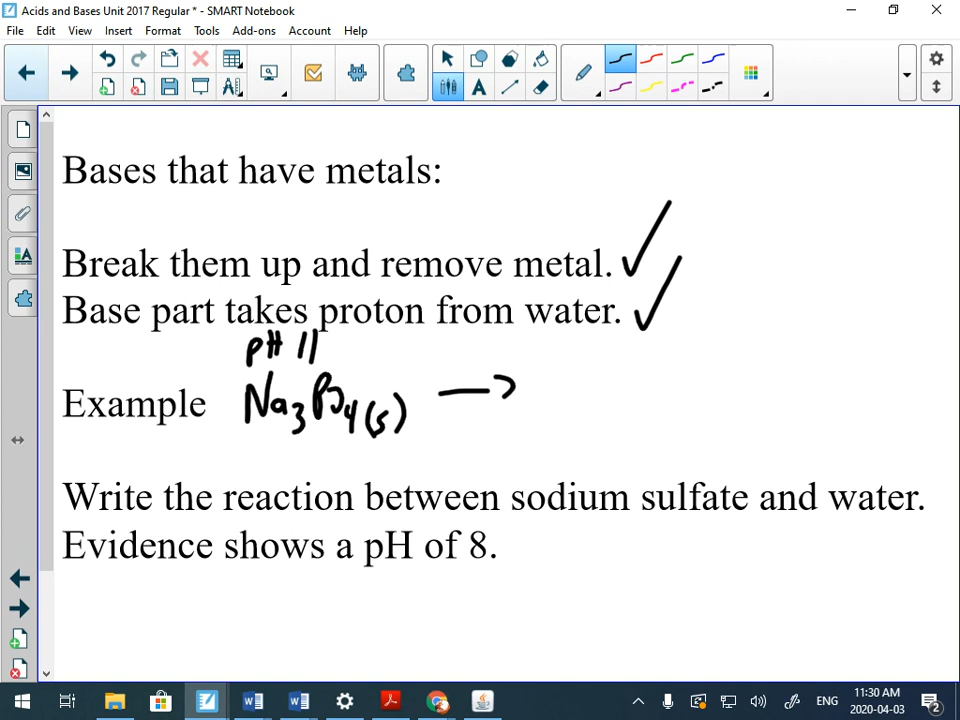 Acids and Bases Unit 2017 Regular * - SMART Notebook
File Edit View Insert Format Tools Add-ons Account Help
Bases that have metals:
Break them up and remove metal.
Base part takes proton from water.
pH 11
Example Na3PO4(s) →
Write the reaction between sodium sulfate and water.
Evidence shows a pH of 8.
ENG
11:30 AM
2020-04-03
2